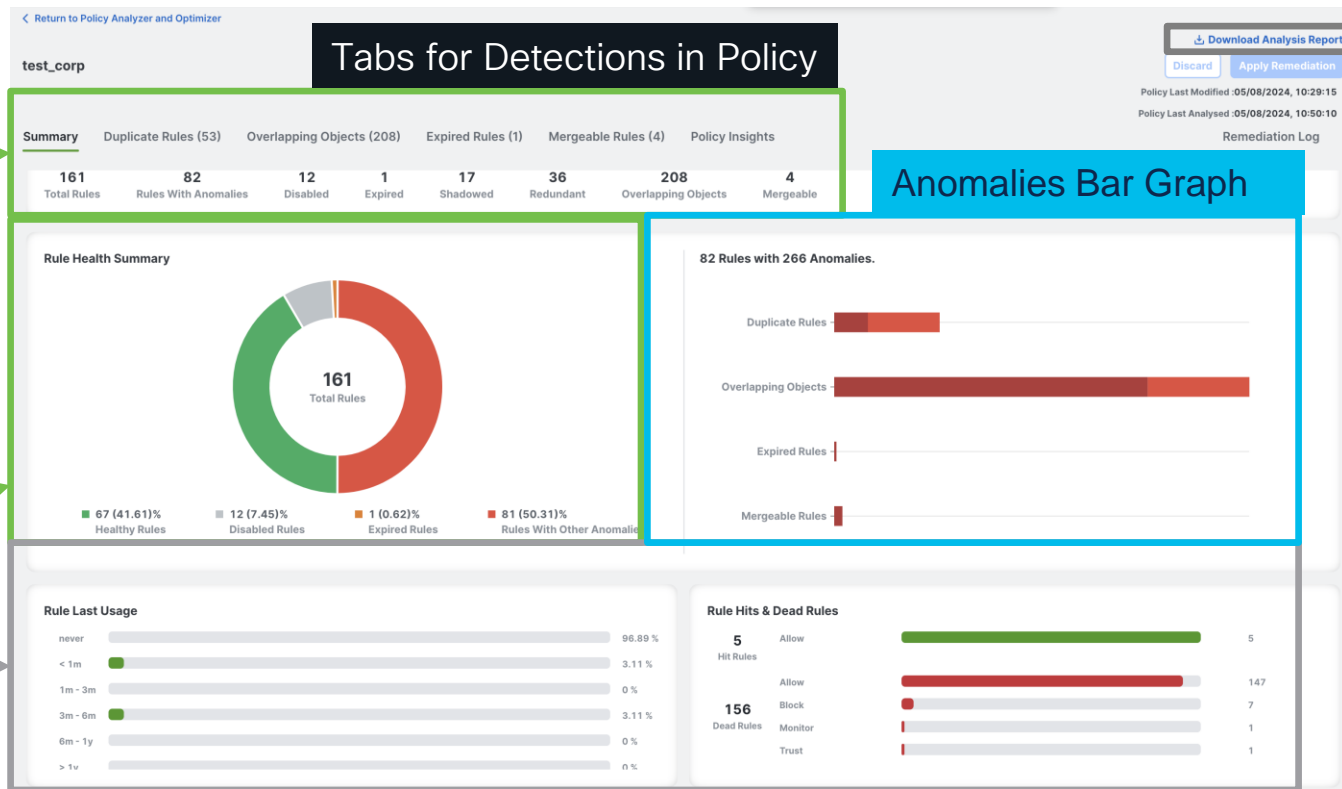 Return to Policy Analyzer and Optimizer
Tabs for Detections in Policy
Download Analysis Report
test_corp
Discard Apply Remediation
Policy Last Modified :05/08/2024, 10:29:15
Policy Last Analysed :05/08/2024, 10:50:10
Summary Duplicate Rules (53) Overlapping Objects (208) Expired Rules (1) Mergeable Rules (4) Policy Insights Remediation Log
161 82 12 1 17 36 208 4
Total Rules Rules With Anomalies Disabled Expired Shadowed Redundant Overlapping Objects Mergeable
Anomalies Bar Graph
Rule Health Summary
161
Total Rules
67 (41.61)% 12 (7.45)% 1 (0.62)% 81 (50.31)%
Healthy Rules Disabled Rules Expired Rules Rules With Other Anomalie
82 Rules with 266 Anomalies.
Duplicate Rules
Overlapping Objects
Expired Rules
Mergeable Rules
Rule Last Usage
never 96.89 %
< 1m 3.11 %
1m - 3m 0 %
3m - 6m 3.11 %
6m - 1y 0 %
> 1y 0 %
Rule Hits & Dead Rules
5 Allow 5
Hit Rules
Allow 147
156 Block 7
Dead Rules Monitor 1
Trust 1